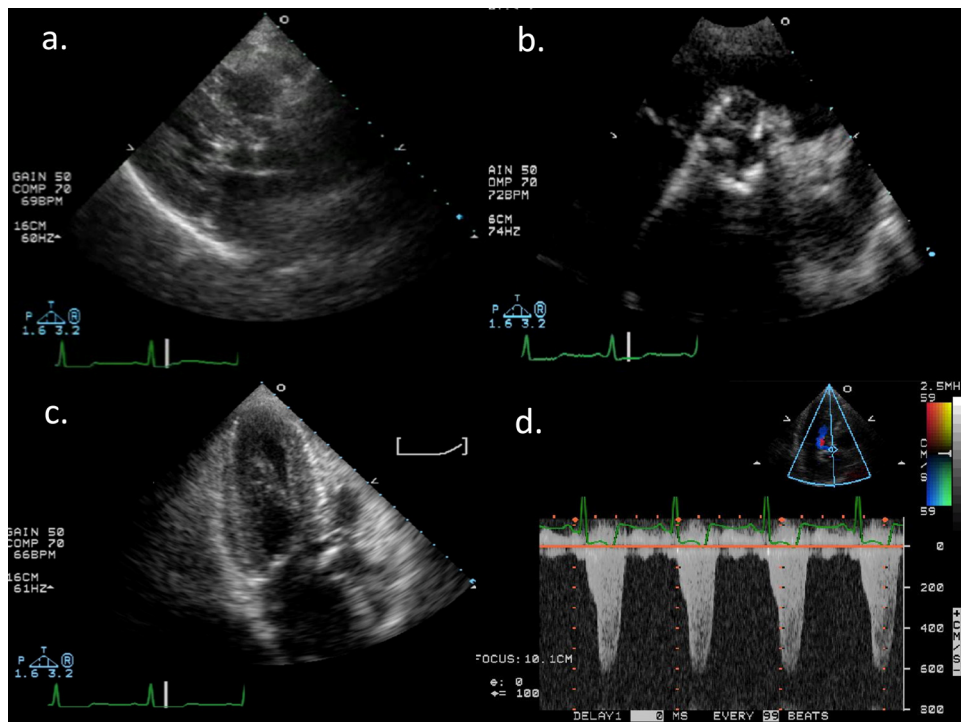 a.
GAIN 50
COMP 70
69BPM
16CM
60HZ
T
P R
1.6 3.2
b.
AIN 50
OMP 70
72BPM
6CM
74HZ
T
P R
1.6 3.2
c.
GAIN 50
COMP 70
66BPM
16CM
61HZ
T
P R
1.6 3.2
d.
2.5MH
59
CM/S
59
0
200
400
600
800
+CM/S-
FOCUS:10.1CM
: 0
= 100
DELAY1 0 MS EVERY 99 BEATS